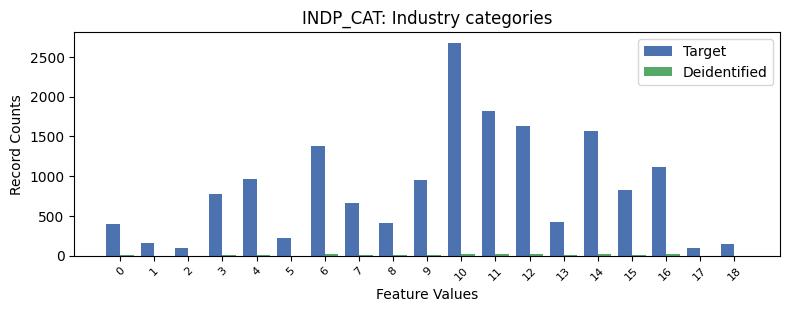 INDP_CAT: Industry categories
Target
Deidentified
Record Counts
2500
2000
1500
1000
500
0
0 1 2 3 4 5 6 7 8 9 10 11 12 13 14 15 16 17 18
Feature Values